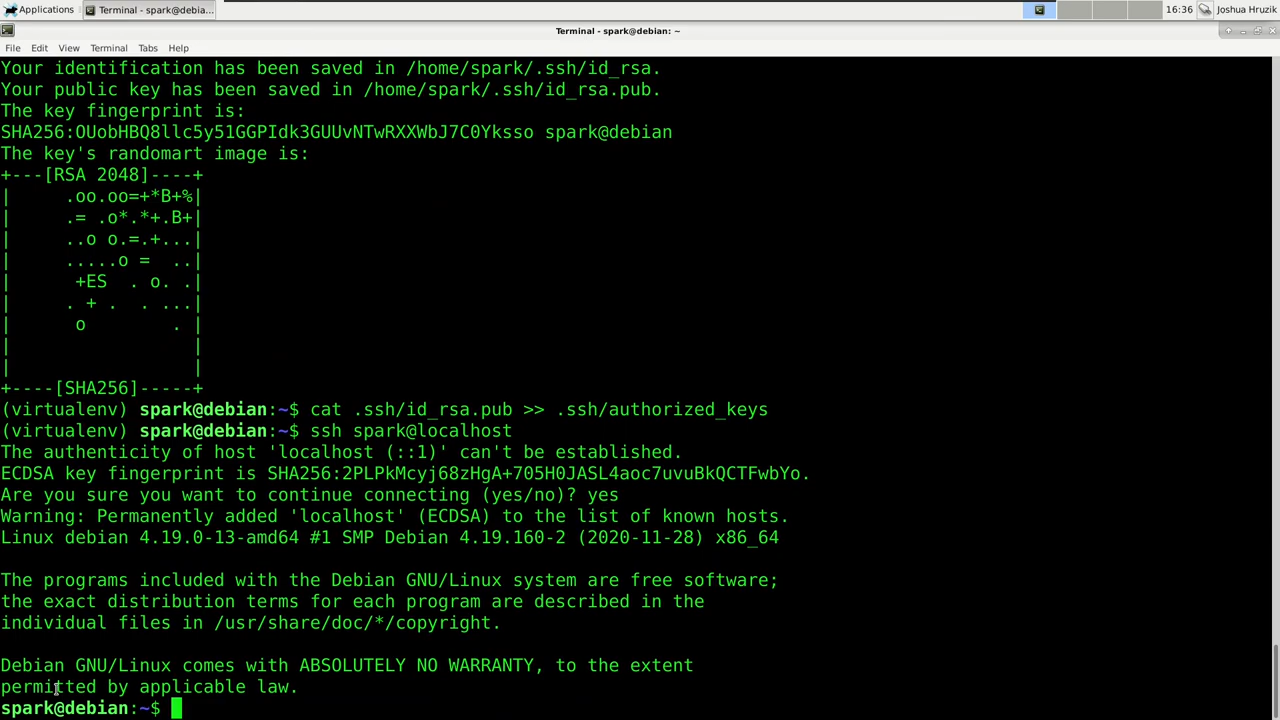 Applications Terminal - spark@debia... 16:36 Joshua Hruzik
Terminal - spark@debian: ~
File Edit View Terminal Tabs Help
Your identification has been saved in /home/spark/.ssh/id_rsa.
Your public key has been saved in /home/spark/.ssh/id_rsa.pub.
The key fingerprint is:
SHA256:OUobHBQ8llc5y51GGPIdk3GUUvNTwRXXWbJ7C0Yksso spark@debian
The key's randomart image is:
+---[RSA 2048]----+
|     .oo.oo=+*B+%|
|     .= .o*.*+.B+|
|     ..o o.=.+...|
|     .....o =  ..|
|      +ES  . o. .|
|     . + .  . ...|
|      o        . |
|                 |
|                 |
+----[SHA256]-----+
(virtualenv) spark@debian:~$ cat .ssh/id_rsa.pub >> .ssh/authorized_keys
(virtualenv) spark@debian:~$ ssh spark@localhost
The authenticity of host 'localhost (::1)' can't be established.
ECDSA key fingerprint is SHA256:2PLPkMcyj68zHgA+705H0JASL4aoc7uvuBkQCTFwbYo.
Are you sure you want to continue connecting (yes/no)? yes
Warning: Permanently added 'localhost' (ECDSA) to the list of known hosts.
Linux debian 4.19.0-13-amd64 #1 SMP Debian 4.19.160-2 (2020-11-28) x86_64
The programs included with the Debian GNU/Linux system are free software;
the exact distribution terms for each program are described in the
individual files in /usr/share/doc/*/copyright.
Debian GNU/Linux comes with ABSOLUTELY NO WARRANTY, to the extent
permitted by applicable law.
spark@debian:~$